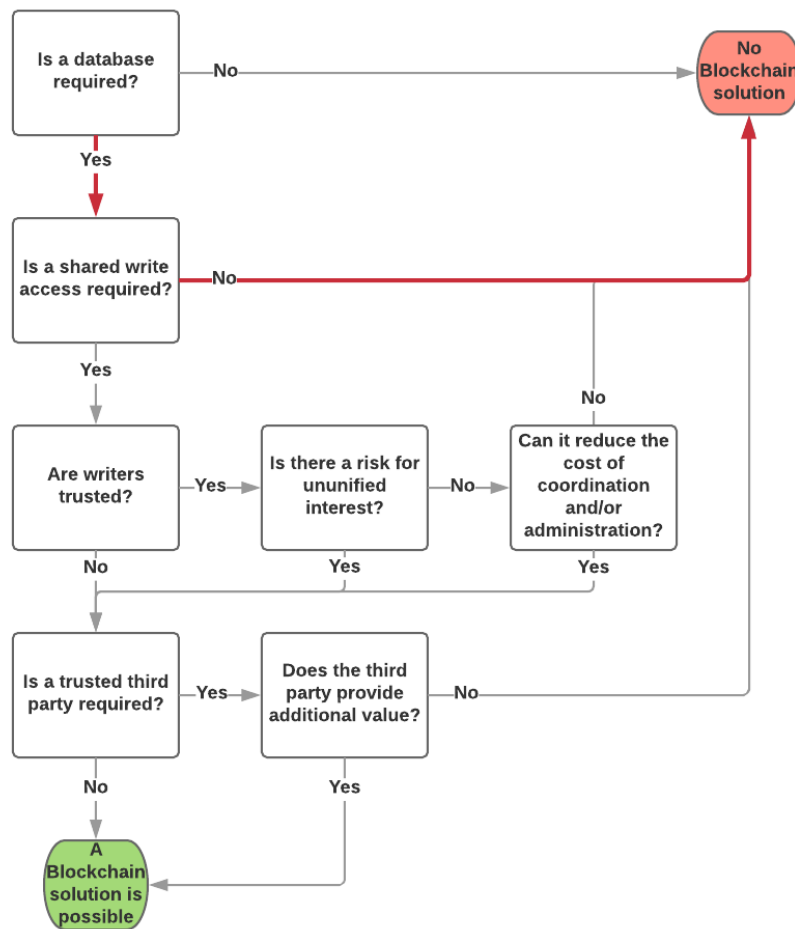 Is a database
required?
No
No
Blockchain
solution
Yes
Is a shared write
access required?
No
Yes
No
Are writers
trusted?
Yes
Is there a risk for
ununified
interest?
No
Can it reduce the
cost of
coordination
and/or
administration?
No
Yes
Yes
Is a trusted third
party required?
Yes
Does the third
party provide
additional value?
No
No
Yes
A
Blockchain
solution is
possible